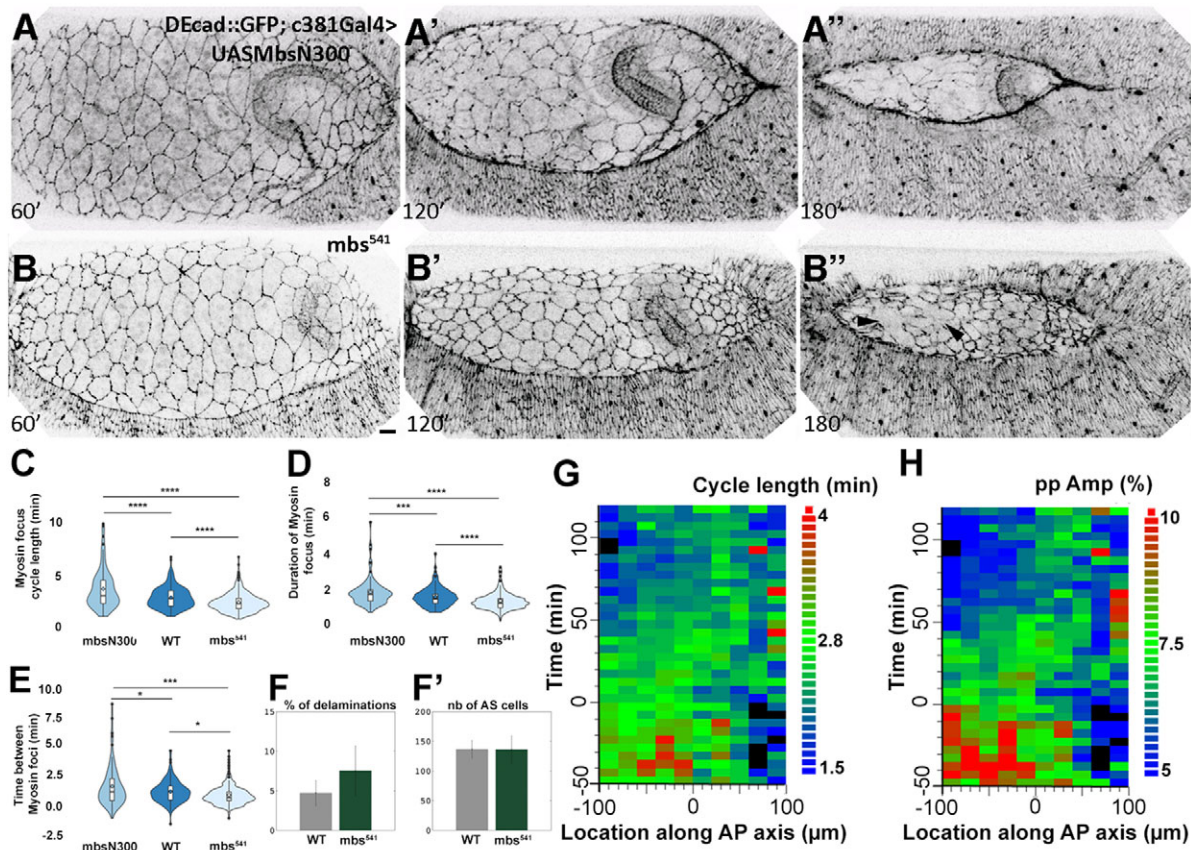 A DEcad::GFP; c381Gal4>
UASMbsN300
60'
A'
120'
A''
180'
B mbs⁵⁴¹
60'
B'
120'
B''
180'
C
Myosin focus
cycle length (min)
10
5
0
****
****
****
mbsN300 WT mbs⁵⁴¹
D
Duration of Myosin
focus (min)
8
6
4
2
0
****
***
****
mbsN300 WT mbs⁵⁴¹
E
Time between
Myosin foci (min)
10.0
7.5
5.0
2.5
0.0
-2.5
***
*
*
mbsN300 WT mbs⁵⁴¹
F
% of delaminations
15
10
5
0
WT mbs⁵⁴¹
F'
nb of AS cells
200
150
100
50
0
WT mbs⁵⁴¹
G
Cycle length (min)
4
2.8
1.5
Time (min)
100
50
0
-50
-100 0 100
Location along AP axis (µm)
H
pp Amp (%)
10
7.5
5
Time (min)
100
50
0
-50
-100 0 100
Location along AP axis (µm)